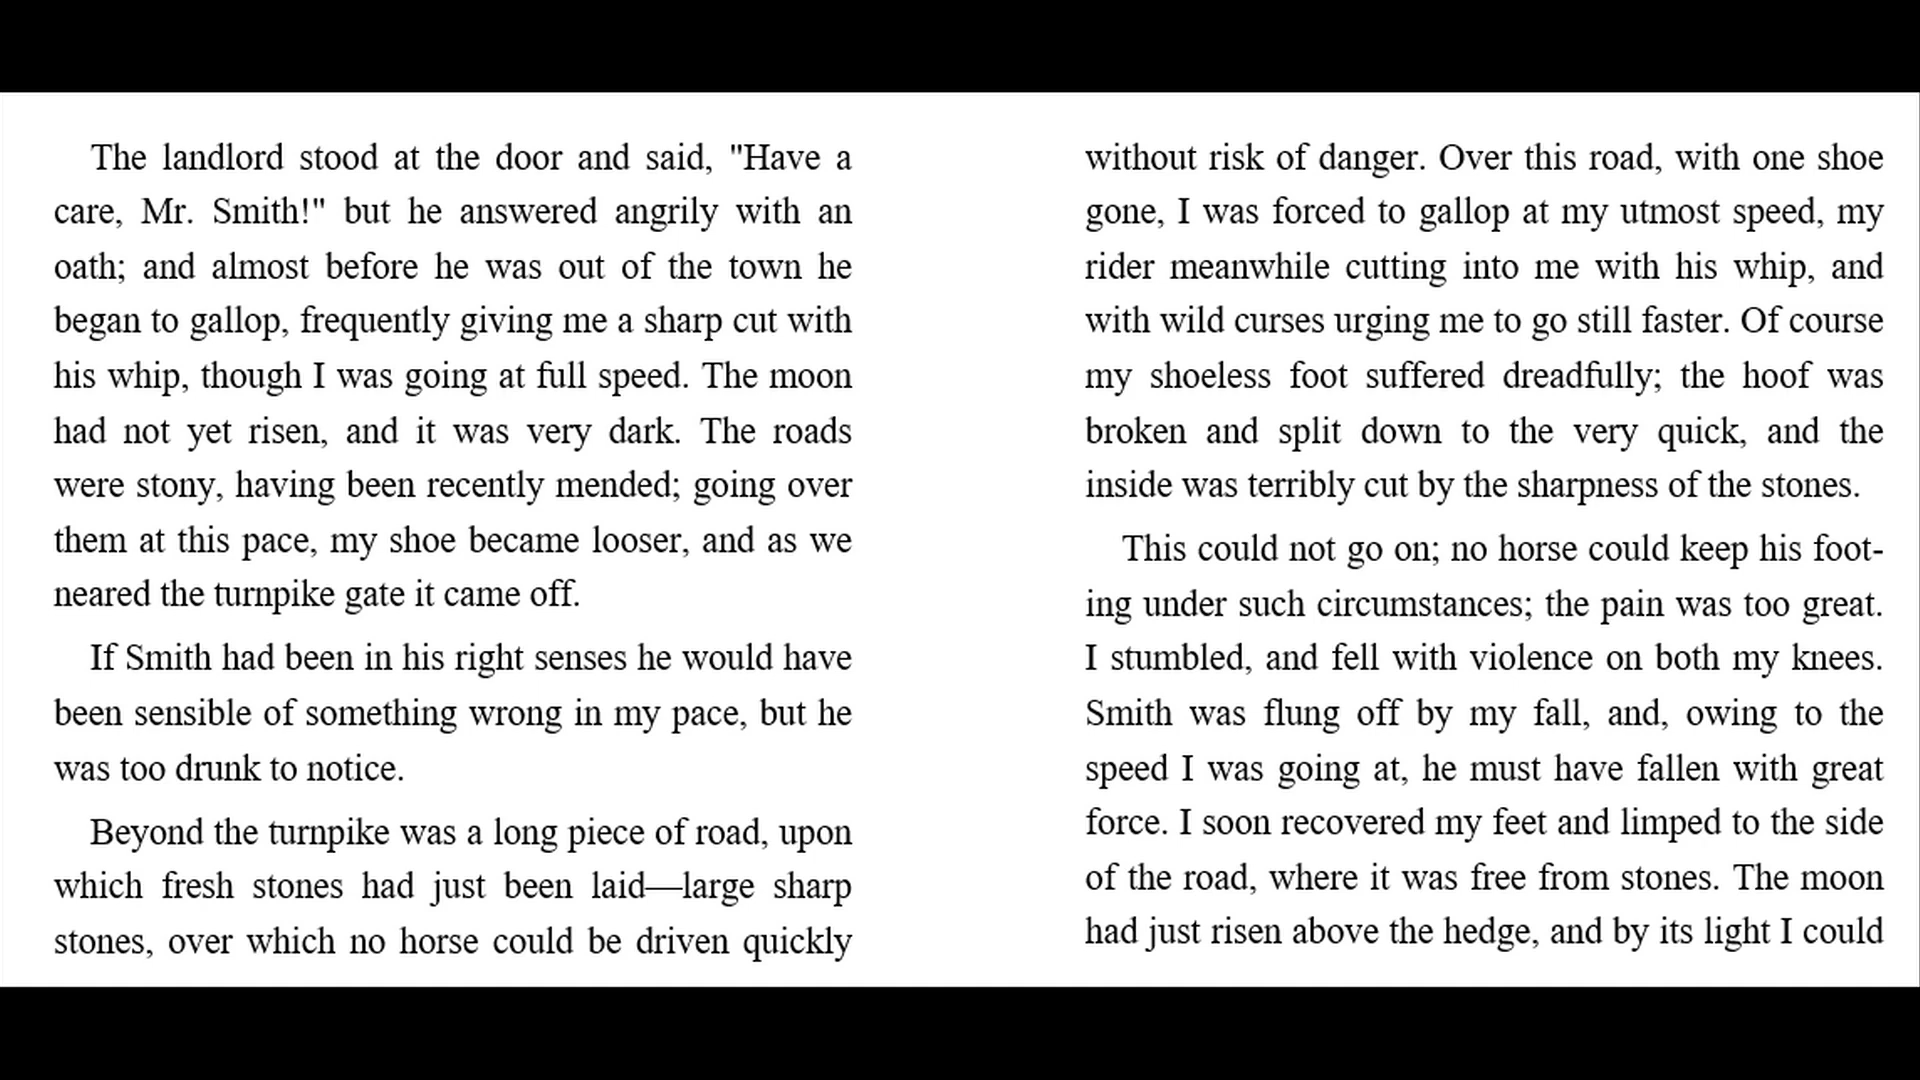 The landlord stood at the door and said, "Have a
care, Mr. Smith!" but he answered angrily with an
oath; and almost before he was out of the town he
began to gallop, frequently giving me a sharp cut with
his whip, though I was going at full speed. The moon
had not yet risen, and it was very dark. The roads
were stony, having been recently mended; going over
them at this pace, my shoe became looser, and as we
neared the turnpike gate it came off.
If Smith had been in his right senses he would have
been sensible of something wrong in my pace, but he
was too drunk to notice.
Beyond the turnpike was a long piece of road, upon
which fresh stones had just been laid—large sharp
stones, over which no horse could be driven quickly
without risk of danger. Over this road, with one shoe
gone, I was forced to gallop at my utmost speed, my
rider meanwhile cutting into me with his whip, and
with wild curses urging me to go still faster. Of course
my shoeless foot suffered dreadfully; the hoof was
broken and split down to the very quick, and the
inside was terribly cut by the sharpness of the stones.
This could not go on; no horse could keep his foot-
ing under such circumstances; the pain was too great.
I stumbled, and fell with violence on both my knees.
Smith was flung off by my fall, and, owing to the
speed I was going at, he must have fallen with great
force. I soon recovered my feet and limped to the side
of the road, where it was free from stones. The moon
had just risen above the hedge, and by its light I could